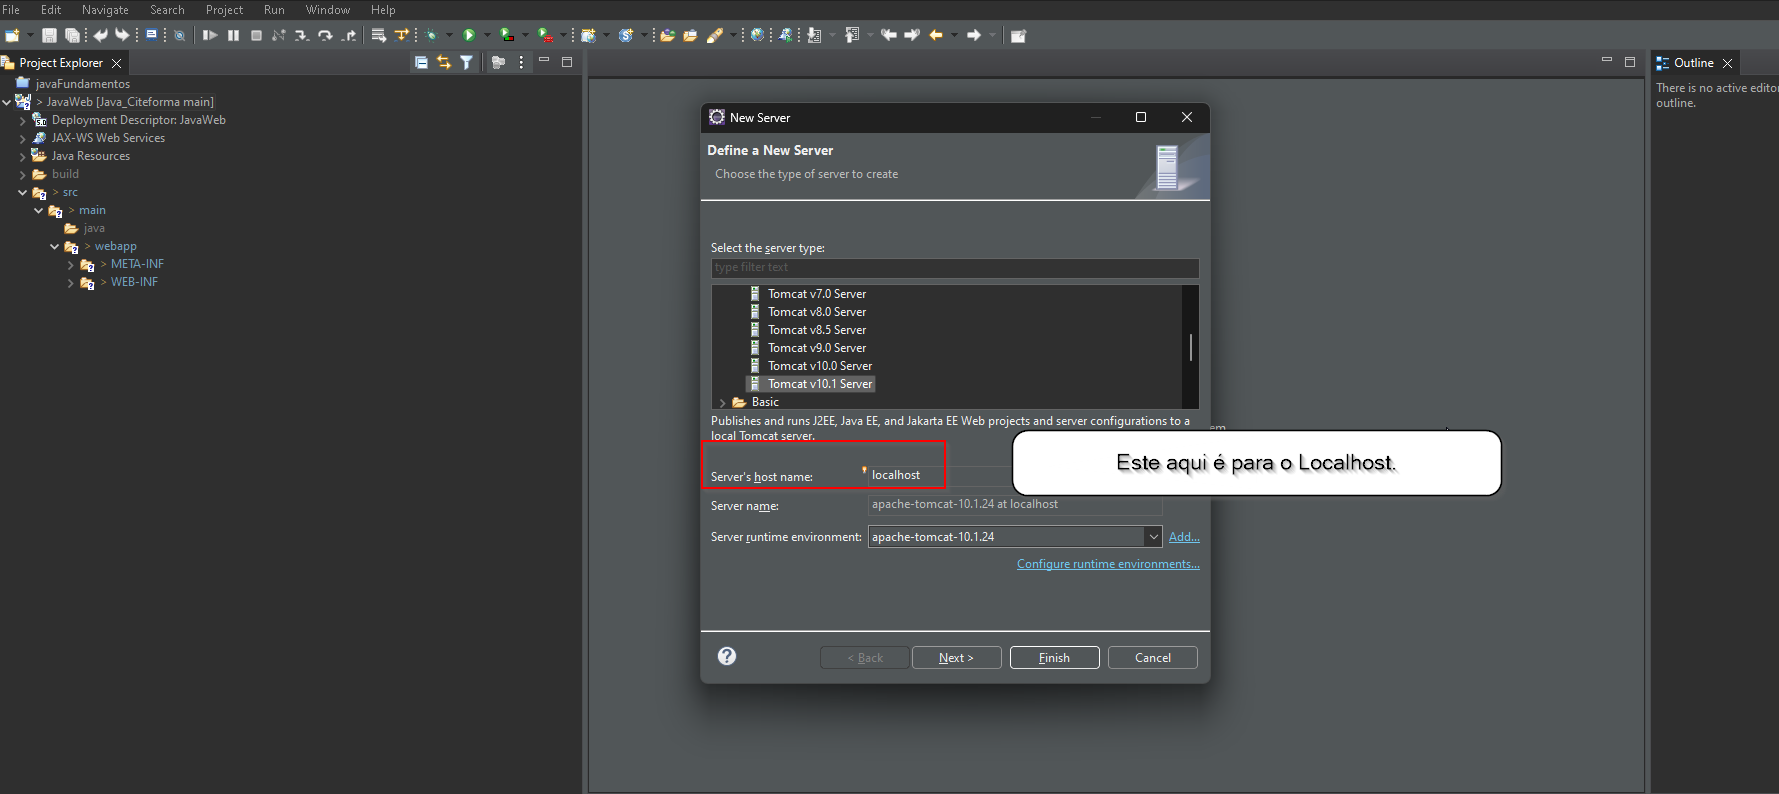 File Edit Navigate Search Project Run Window Help
Project Explorer
javaFundamentos
> JavaWeb [Java_Citeforma main]
Deployment Descriptor: JavaWeb
JAX-WS Web Services
Java Resources
build
> src
> main
java
> webapp
> META-INF
> WEB-INF
New Server
Define a New Server
Choose the type of server to create
Select the server type:
type filter text
Tomcat v7.0 Server
Tomcat v8.0 Server
Tomcat v8.5 Server
Tomcat v9.0 Server
Tomcat v10.0 Server
Tomcat v10.1 Server
Basic
Publishes and runs J2EE, Java EE, and Jakarta EE Web projects and server configurations to a
local Tomcat server.
Server's host name: localhost
Server name: apache-tomcat-10.1.24 at localhost
Server runtime environment: apache-tomcat-10.1.24 Add...
Configure runtime environments...
? < Back Next > Finish Cancel
Este aqui é para o Localhost.
Outline
There is no active editor
outline.